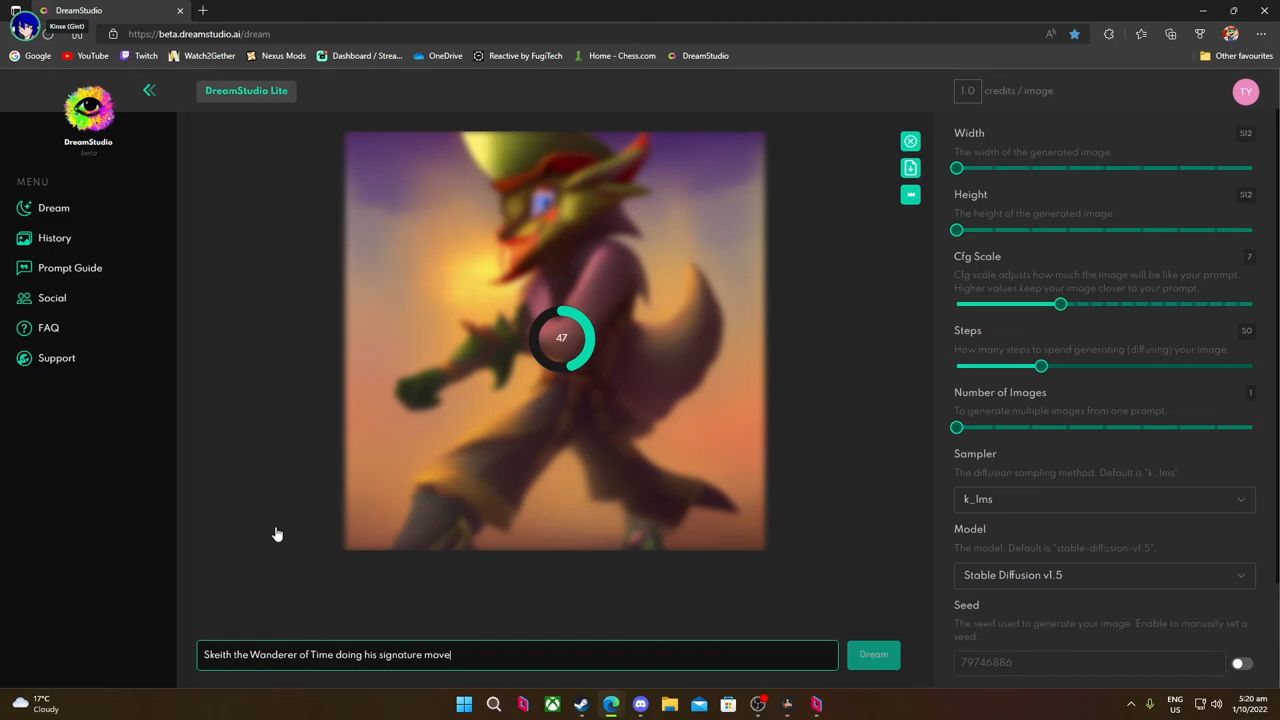 DreamStudio
Kinxe (Gint)
https://beta.dreamstudio.ai/dream
Google YouTube Twitch Watch2Gether Nexus Mods Dashboard / Strea... OneDrive Reactive by FugiTech Home - Chess.com DreamStudio Other favourites
DreamStudio
beta
MENU
Dream
History
Prompt Guide
Social
FAQ
Support
DreamStudio Lite
47
Skeith the Wanderer of Time doing his signature move
Dream
1.0 credits / image
TY
Width 512
The width of the generated image.
Height 512
The height of the generated image.
Cfg Scale 7
Cfg scale adjusts how much the image will be like your prompt.
Higher values keep your image closer to your prompt.
Steps 50
How many steps to spend generating (diffusing) your image.
Number of Images 1
To generate multiple images from one prompt.
Sampler
The diffusion sampling method. Default is "k_lms".
k_lms
Model
The model. Default is "stable-diffusion-v1.5".
Stable Diffusion v1.5
Seed
The seed used to generate your image. Enable to manually set a
seed.
79746886
17°C
Cloudy
ENG
US
5:20 am
1/10/2022